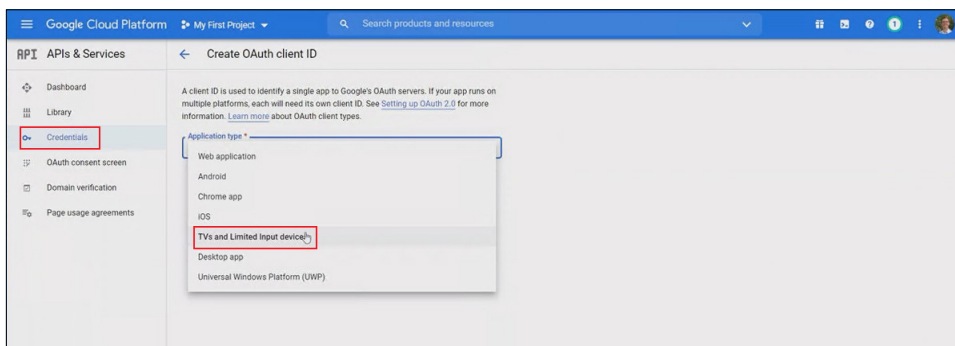 Google Cloud Platform
My First Project
Search products and resources
1
API APIs & Services
Create OAuth client ID
Dashboard
Library
Credentials
OAuth consent screen
Domain verification
Page usage agreements
A client ID is used to identify a single app to Google's OAuth servers. If your app runs on
multiple platforms, each will need its own client ID. See Setting up OAuth 2.0 for more
information. Learn more about OAuth client types.
Application type *
Web application
Android
Chrome app
iOS
TVs and Limited Input devices
Desktop app
Universal Windows Platform (UWP)